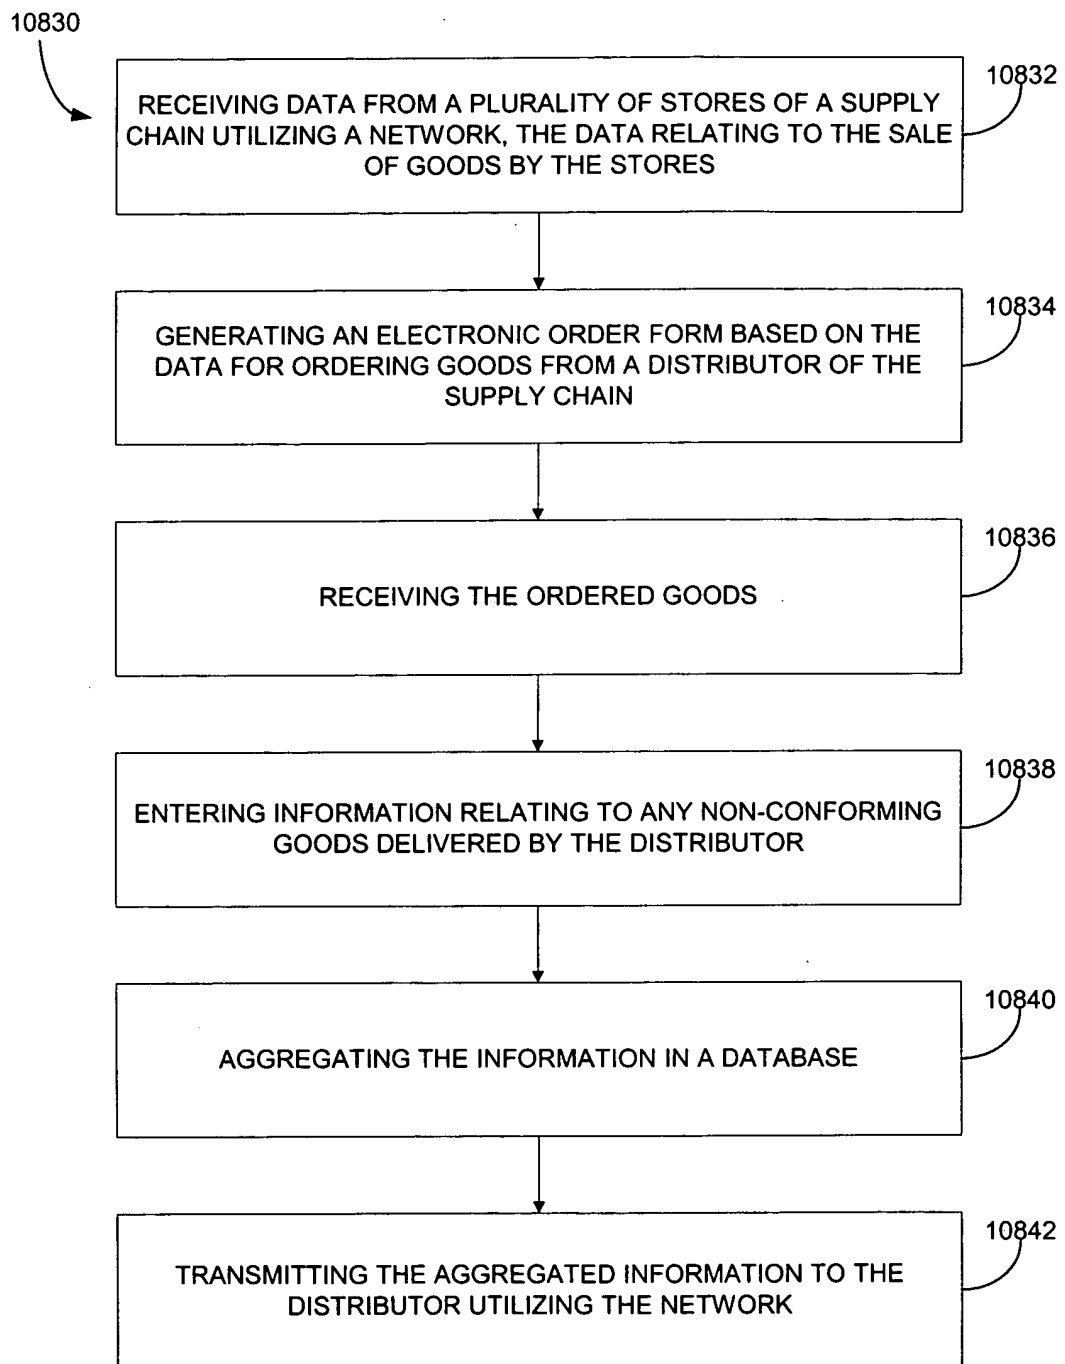 10830
10832
RECEIVING DATA FROM A PLURALITY OF STORES OF A SUPPLY
CHAIN UTILIZING A NETWORK, THE DATA RELATING TO THE SALE
OF GOODS BY THE STORES
10834
GENERATING AN ELECTRONIC ORDER FORM BASED ON THE
DATA FOR ORDERING GOODS FROM A DISTRIBUTOR OF THE
SUPPLY CHAIN
10836
RECEIVING THE ORDERED GOODS
10838
ENTERING INFORMATION RELATING TO ANY NON-CONFORMING
GOODS DELIVERED BY THE DISTRIBUTOR
10840
AGGREGATING THE INFORMATION IN A DATABASE
10842
TRANSMITTING THE AGGREGATED INFORMATION TO THE
DISTRIBUTOR UTILIZING THE NETWORK